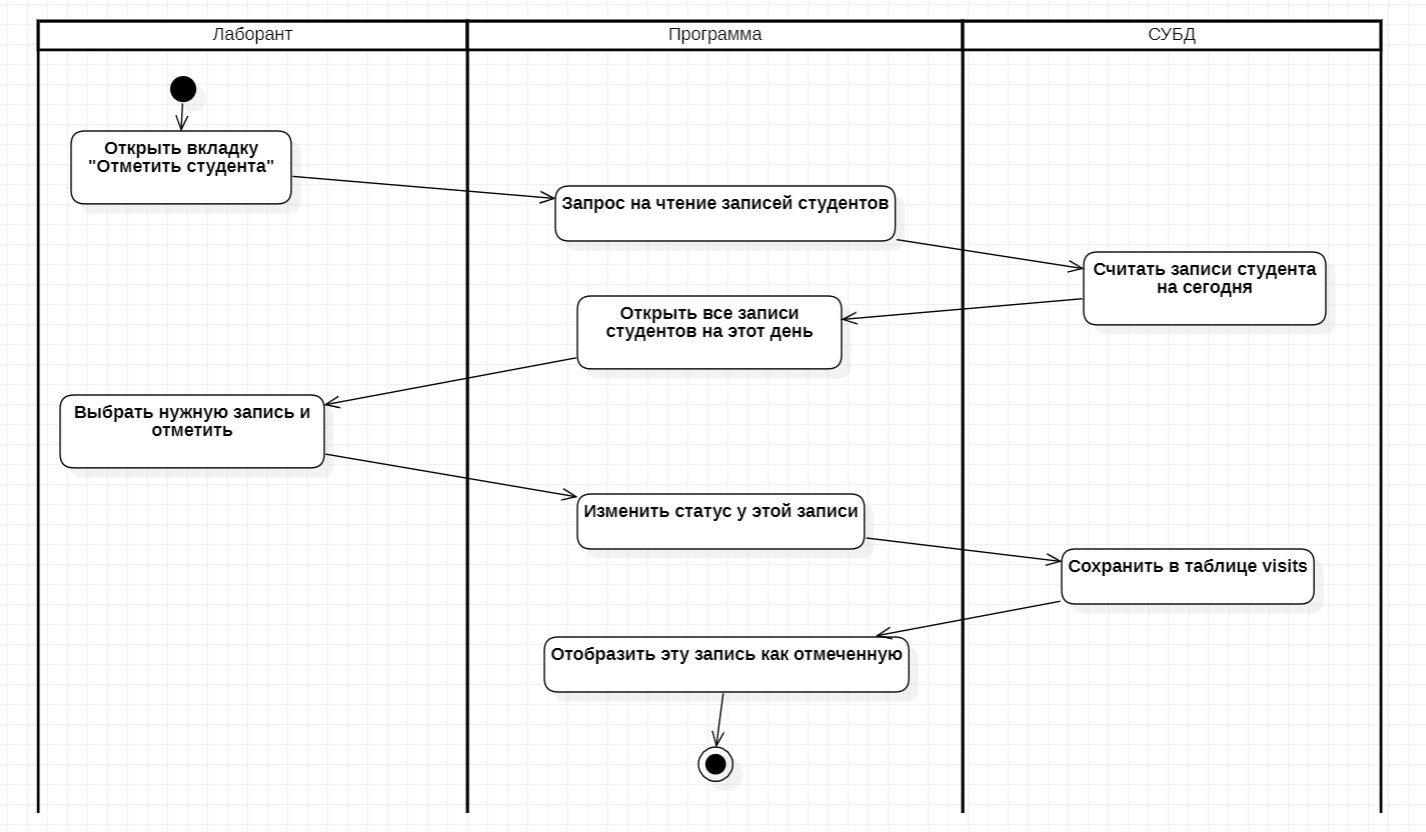 Лаборант
Программа
СУБД
Открыть вкладку
"Отметить студента"
Запрос на чтение записей студентов
Считать записи студента
на сегодня
Открыть все записи
студентов на этот день
Выбрать нужную запись и
отметить
Изменить статус у этой записи
Сохранить в таблице visits
Отобразить эту запись как отмеченную